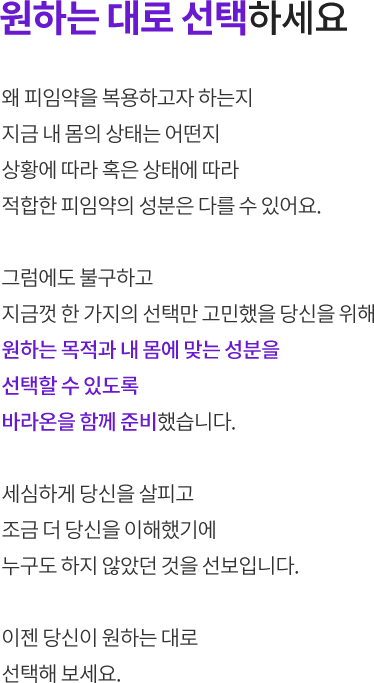 원하는 대로 선택하세요
왜 피임약을 복용하고자 하는지
지금 내 몸의 상태는 어떤지
상황에 따라 혹은 상태에 따라
적합한 피임약의 성분은 다를 수 있어요.
그럼에도 불구하고
지금껏 한 가지의 선택만 고민했을 당신을 위해
원하는 목적과 내 몸에 맞는 성분을
선택할 수 있도록
바라온을 함께 준비했습니다.
세심하게 당신을 살피고
조금 더 당신을 이해했기에
누구도 하지 않았던 것을 선보입니다.
이젠 당신이 원하는 대로
선택해 보세요.